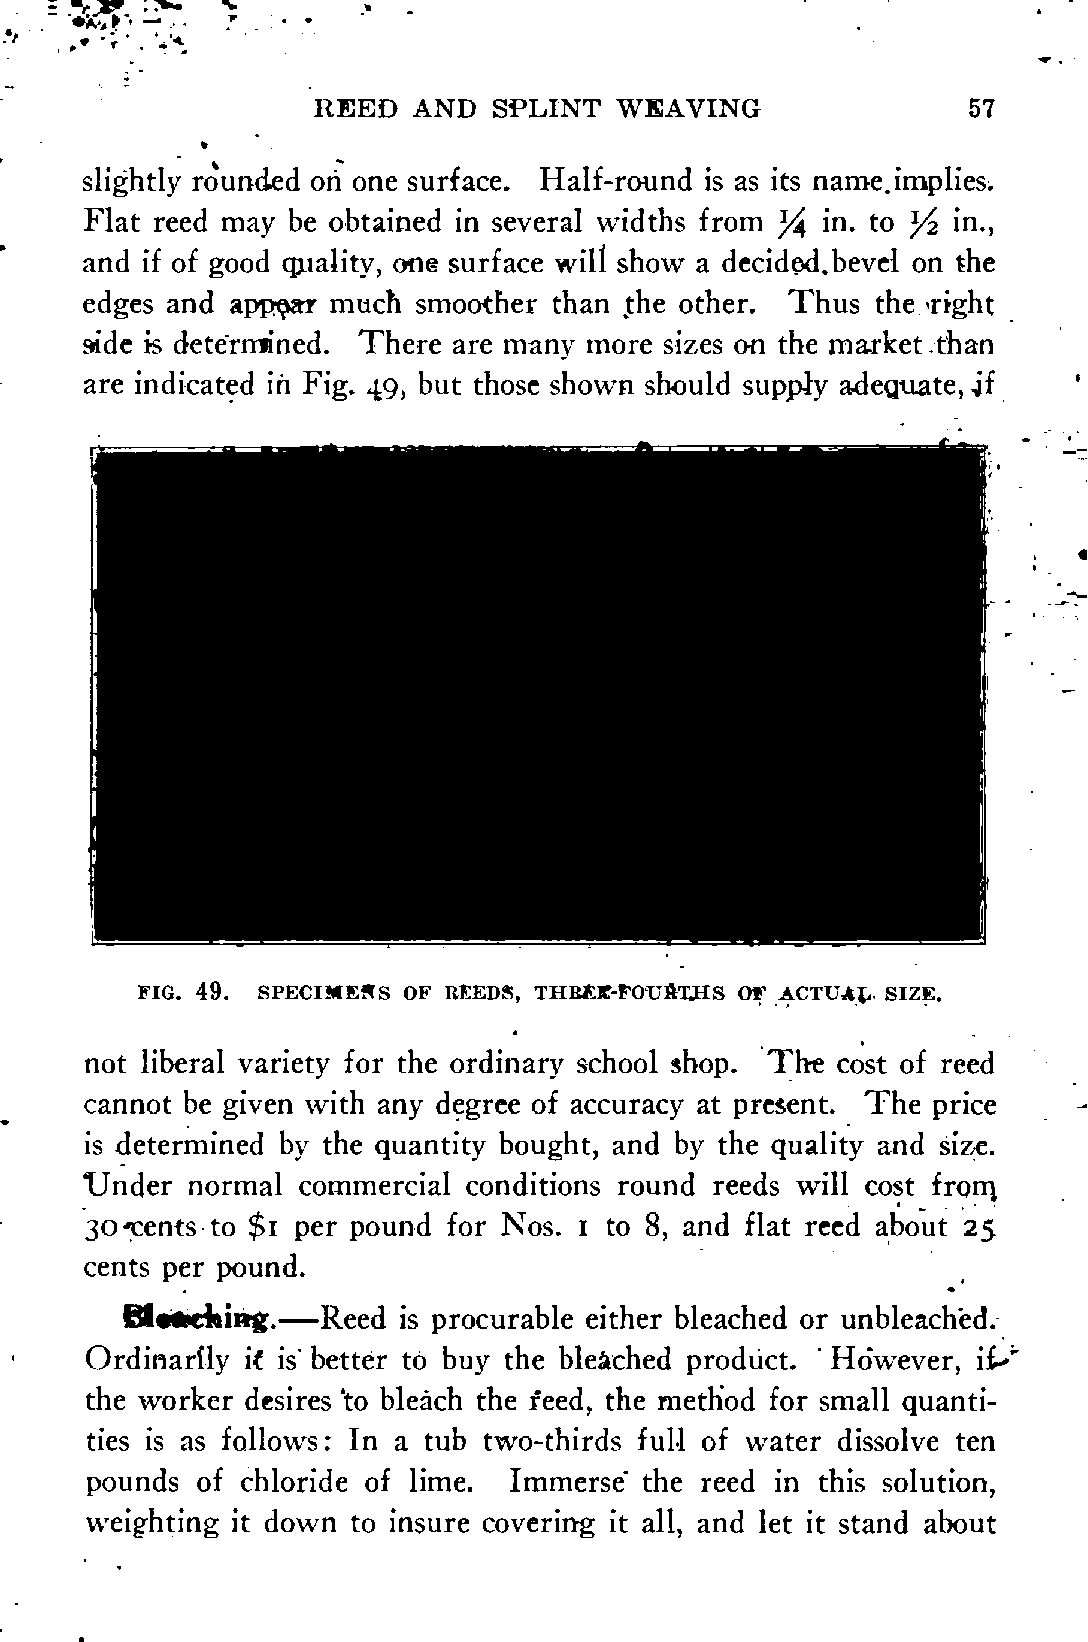 REED AND SPLINT WEAVING 57
slightly rounded on one surface. Half-round is as its name implies.
Flat reed may be obtained in several widths from ¼ in. to ½ in.,
and if of good quality, one surface will show a decided bevel on the
edges and appear much smoother than the other. Thus the right
side is determined. There are many more sizes on the market than
are indicated in Fig. 49, but those shown should supply adequate, if
FIG. 49. SPECIMENS OF REEDS, THREE-FOURTHS OF ACTUAL SIZE.
not liberal variety for the ordinary school shop. The cost of reed
cannot be given with any degree of accuracy at present. The price
is determined by the quantity bought, and by the quality and size.
Under normal commercial conditions round reeds will cost from
30 cents to $1 per pound for Nos. 1 to 8, and flat reed about 25
cents per pound.
Bleaching.—Reed is procurable either bleached or unbleached.
Ordinarily it is better to buy the bleached product. However, if
the worker desires to bleach the reed, the method for small quanti-
ties is as follows: In a tub two-thirds full of water dissolve ten
pounds of chloride of lime. Immerse the reed in this solution,
weighting it down to insure covering it all, and let it stand about